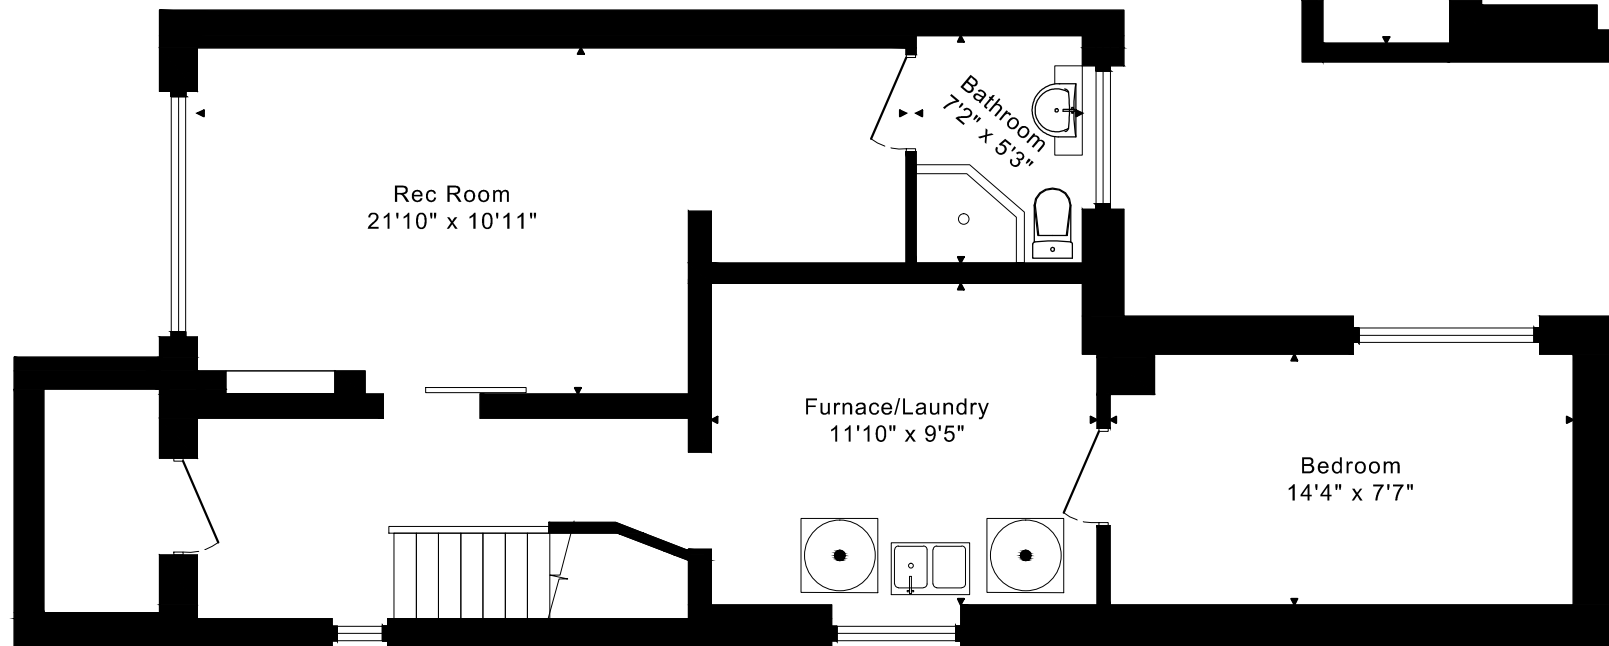 Bathroom
7'2" x 5'3"
Rec Room
21'10" x 10'11"
Furnace/Laundry
11'10" x 9'5"
Bedroom
14'4" x 7'7"